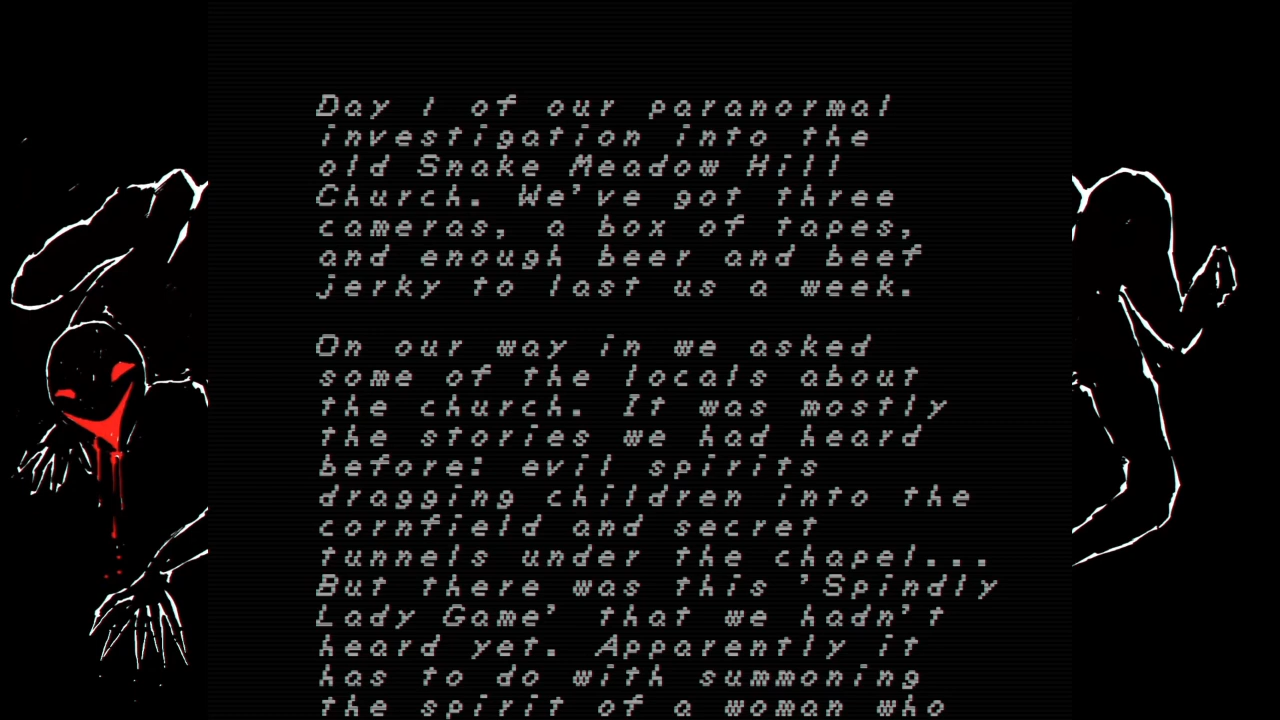 Day 1 of our paranormal
investigation into the
old Snake Meadow Hill
Church. We've got three
cameras, a box of tapes,
and enough beer and beef
jerky to last us a week.
On our way in we asked
some of the locals about
the church. It was mostly
the stories we had heard
before: evil spirits
dragging children into the
cornfield and secret
tunnels under the chapel...
But there was this 'Spindly
Lady Game' that we hadn't
heard yet. Apparently it
has to do with summoning
the spirit of a woman who